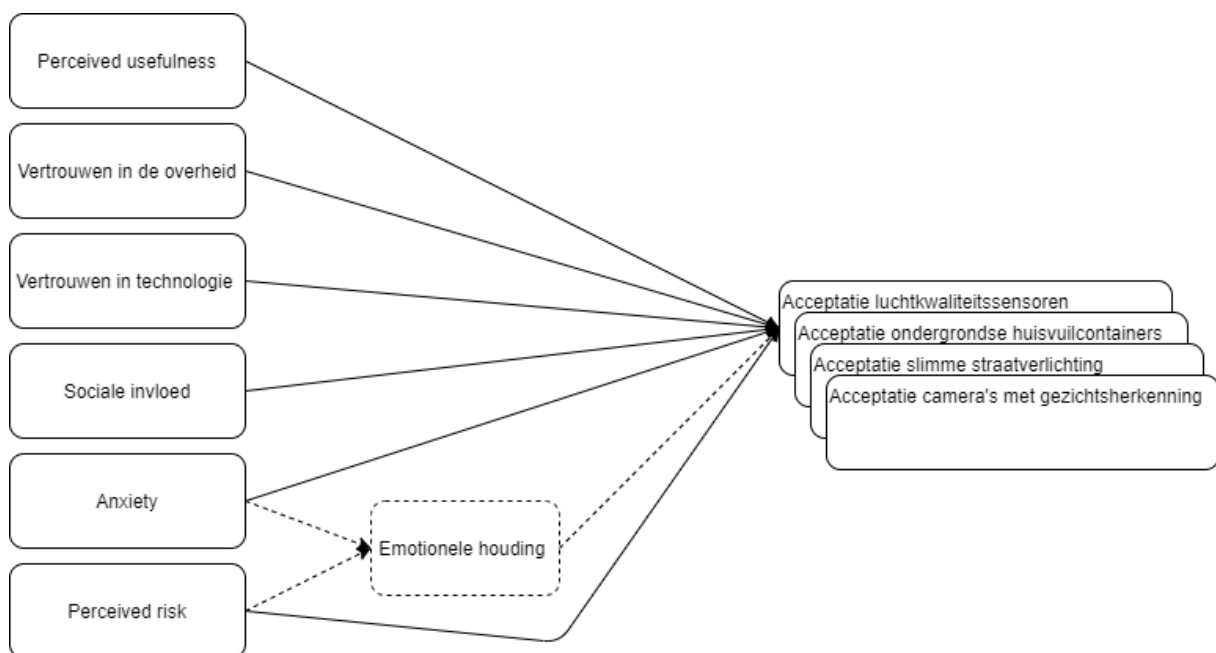 Perceived usefulness
Vertrouwen in de overheid
Vertrouwen in technologie
Sociale invloed
Anxiety
Perceived risk
Emotionele houding
Acceptatie luchtkwaliteitssensoren
Acceptatie ondergrondse huisvuilcontainers
Acceptatie slimme straatverlichting
Acceptatie camera's met gezichtsherkenning